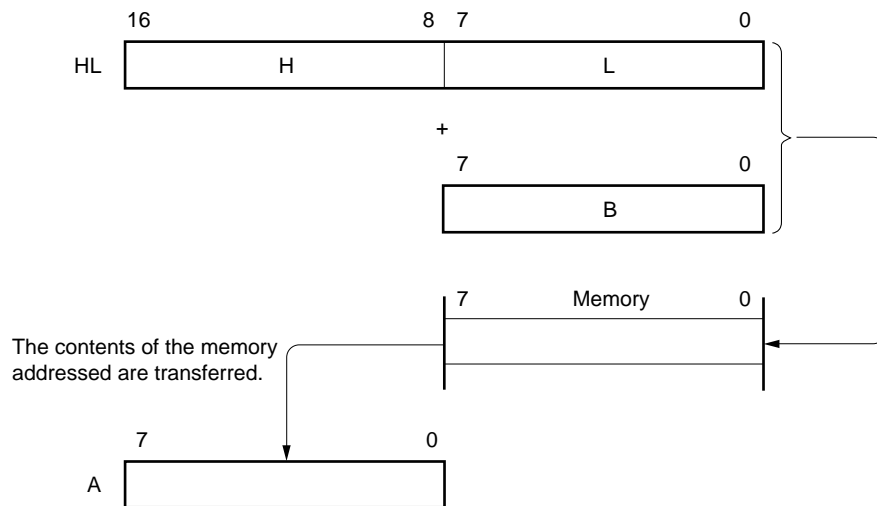 16 8 7 0
HL H L
+
7 0
B
7 Memory 0
The contents of the memory
addressed are transferred.
7 0
A